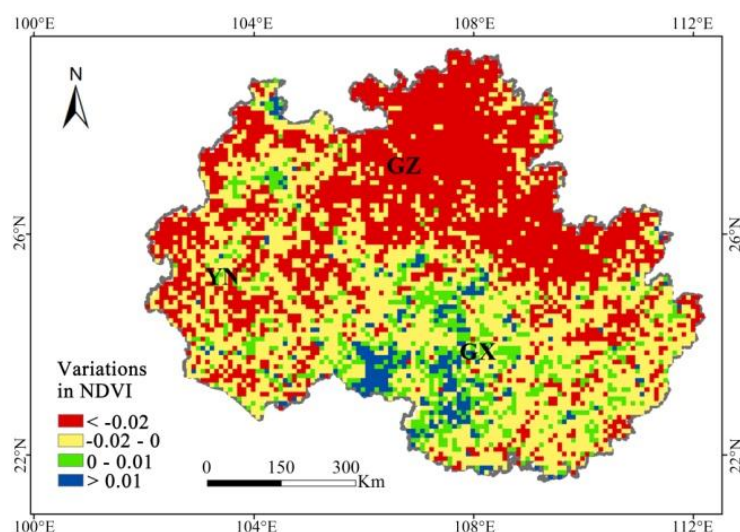 100°E 104°E 108°E 112°E
N
GZ
26°N 26°N
YN
GX
Variations
in NDVI
< -0.02
-0.02 - 0
0 - 0.01
> 0.01
22°N 22°N
0 150 300
Km
100°E 104°E 108°E 112°E